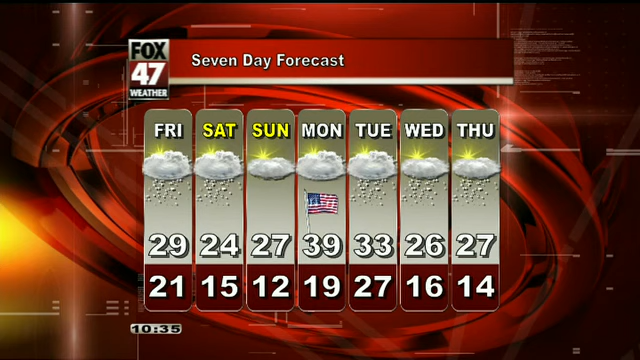 FOX
47
WEATHER
Seven Day Forecast
FRI SAT SUN MON TUE WED THU
29 24 27 39 33 26 27
21 15 12 19 27 16 14
10:35